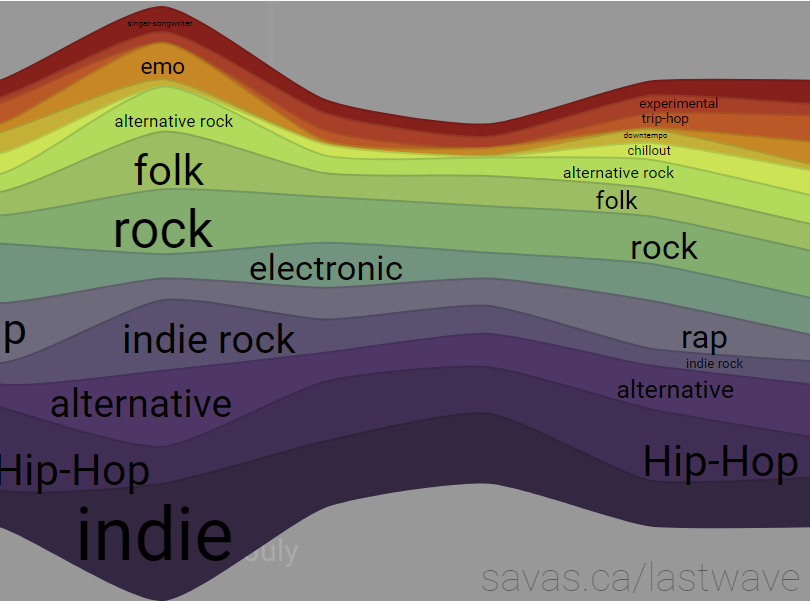 singer-songwriter
emo
experimental
trip-hop
alternative rock
downtempo
chillout
folk
alternative rock
folk
rock
rock
electronic
p
indie rock
rap
indie rock
alternative
alternative
Hip-Hop
Hip-Hop
indie
July
savas.ca/lastwave